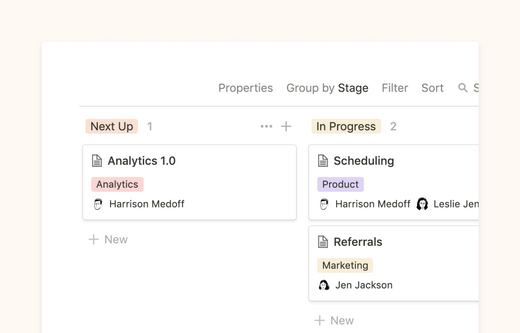 Properties Group by Stage Filter Sort S
Next Up 1
Analytics 1.0
Analytics
Harrison Medoff
New
In Progress 2
Scheduling
Product
Harrison Medoff Leslie Jen
Referrals
Marketing
Jen Jackson
New